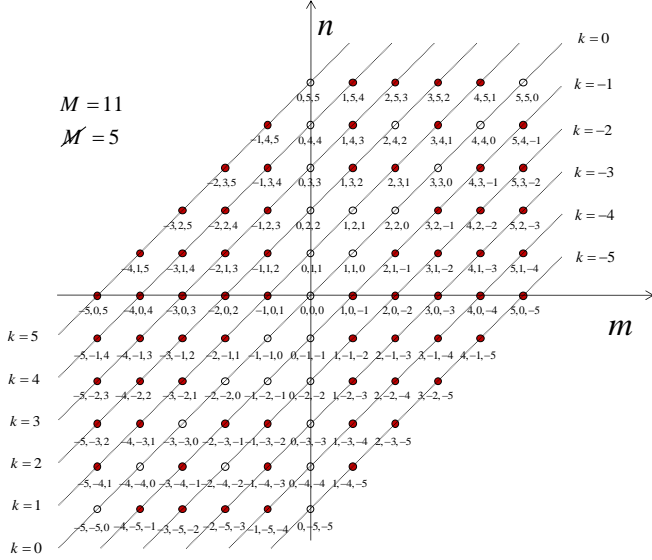 n
k = 0
M = 11
M̸ = 5
0,5,5 1,5,4 2,5,3 3,5,2 4,5,1 5,5,0
k = −1
−1,4,5 0,4,4 1,4,3 2,4,2 3,4,1 4,4,0 5,4,−1
k = −2
−2,3,5 −1,3,4 0,3,3 1,3,2 2,3,1 3,3,0 4,3,−1 5,3,−2
k = −3
−3,2,5 −2,2,4 −1,2,3 0,2,2 1,2,1 2,2,0 3,2,−1 4,2,−2 5,2,−3
k = −4
−4,1,5 −3,1,4 −2,1,3 −1,1,2 0,1,1 1,1,0 2,1,−1 3,1,−2 4,1,−3 5,1,−4
k = −5
−5,0,5 −4,0,4 −3,0,3 −2,0,2 −1,0,1 0,0,0 1,0,−1 2,0,−2 3,0,−3 4,0,−4 5,0,−5
m
k = 5
−5,−1,4 −4,−1,3 −3,−1,2 −2,−1,1 −1,−1,0 0,−1,−1 1,−1,−2 2,−1,−3 3,−1,−4 4,−1,−5
k = 4
−5,−2,3 −4,−2,2 −3,−2,1 −2,−2,0 −1,−2,−1 0,−2,−2 1,−2,−3 2,−2,−4 3,−2,−5
k = 3
−5,−3,2 −4,−3,1 −3,−3,0 −2,−3,−1 −1,−3,−2 0,−3,−3 1,−3,−4 2,−3,−5
k = 2
−5,−4,1 −4,−4,0 −3,−4,−1 −2,−4,−2 −1,−4,−3 0,−4,−4 1,−4,−5
k = 1
−5,−5,0 −4,−5,−1 −3,−5,−2 −2,−5,−3 −1,−5,−4 0,−5,−5
k = 0